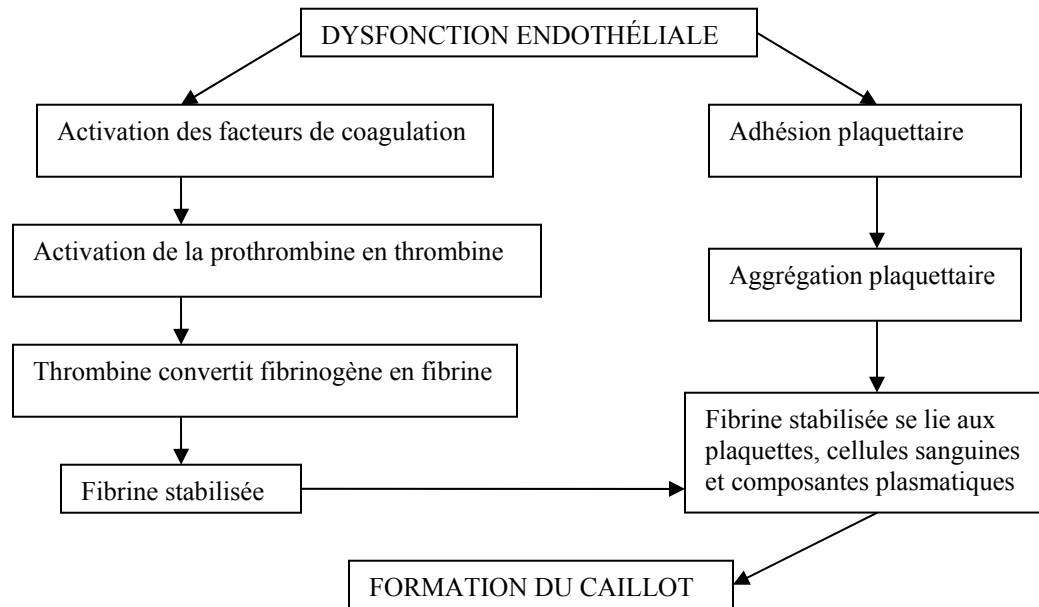 DYSFONCTION ENDOTHÉLIALE
Activation des facteurs de coagulation
Adhésion plaquettaire
Activation de la prothrombine en thrombine
Aggrégation plaquettaire
Thrombine convertit fibrinogène en fibrine
Fibrine stabilisée se lie aux
plaquettes, cellules sanguines
et composantes plasmatiques
Fibrine stabilisée
FORMATION DU CAILLOT